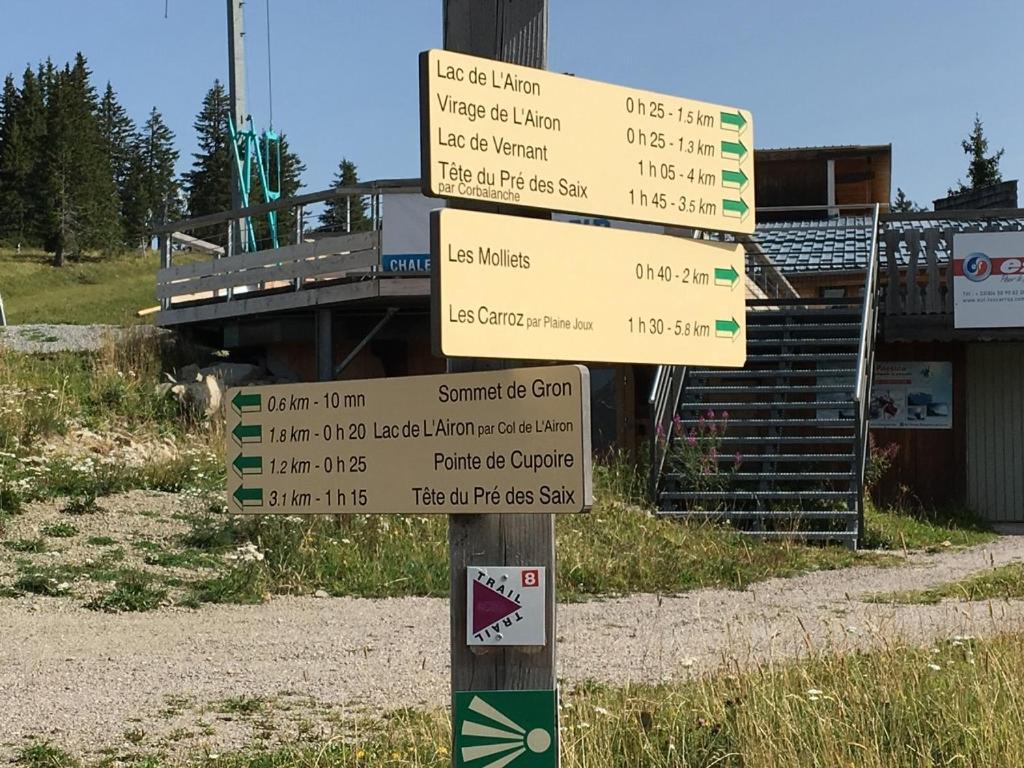 Lac de L'Airon 0 h 25 - 1.5 km
Virage de L'Airon 0 h 25 - 1.3 km
Lac de Vernant 1 h 05 - 4 km
Tête du Pré des Saix 1 h 45 - 3.5 km
par Corbalanche
Les Molliets 0 h 40 - 2 km
Les Carroz par Plaine Joux 1 h 30 - 5.8 km
0.6 km - 10 mn Sommet de Gron
1.8 km - 0 h 20 Lac de L'Airon par Col de L'Airon
1.2 km - 0 h 25 Pointe de Cupoire
3.1 km - 1 h 15 Tête du Pré des Saix
TRAIL 8
TRAIL
CHALE